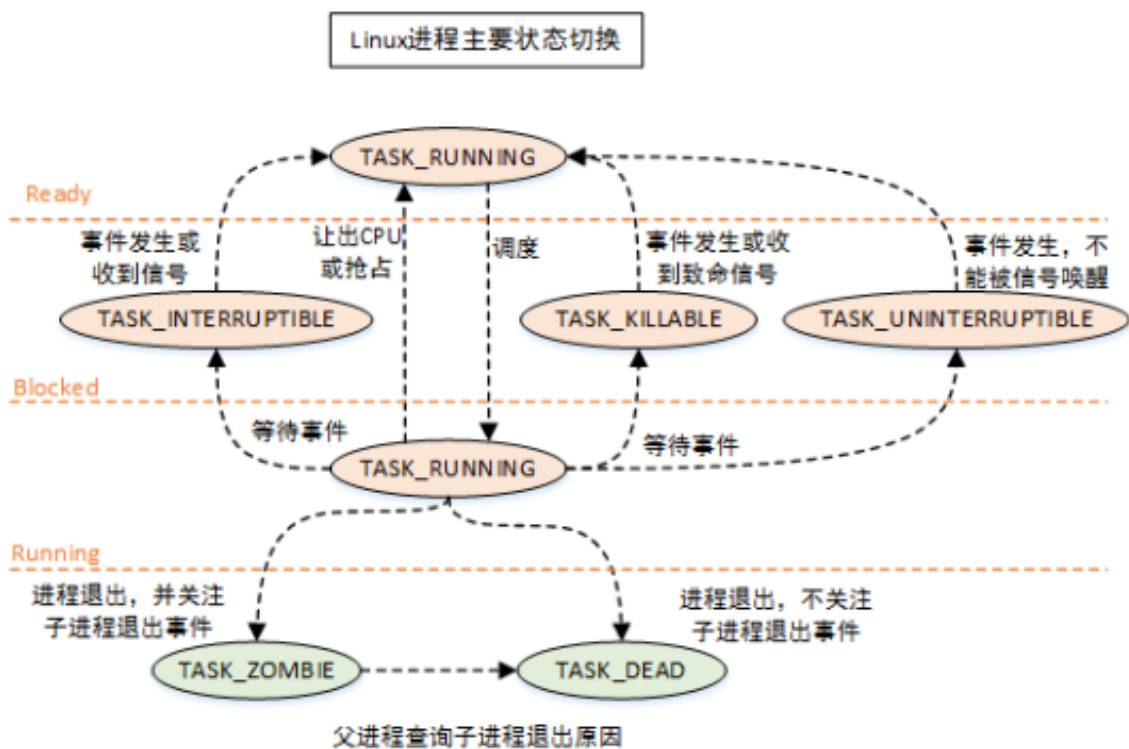 Linux进程主要状态切换
TASK_RUNNING
Ready
事件发生或
收到信号
让出CPU
或抢占
调度
事件发生或收
到致命信号
事件发生，不
能被信号唤醒
TASK_INTERRUPTIBLE
TASK_KILLABLE
TASK_UNINTERRUPTIBLE
Blocked
等待事件
等待事件
TASK_RUNNING
Running
进程退出，并关注
子进程退出事件
进程退出，不关注
子进程退出事件
TASK_ZOMBIE
TASK_DEAD
父进程查询子进程退出原因